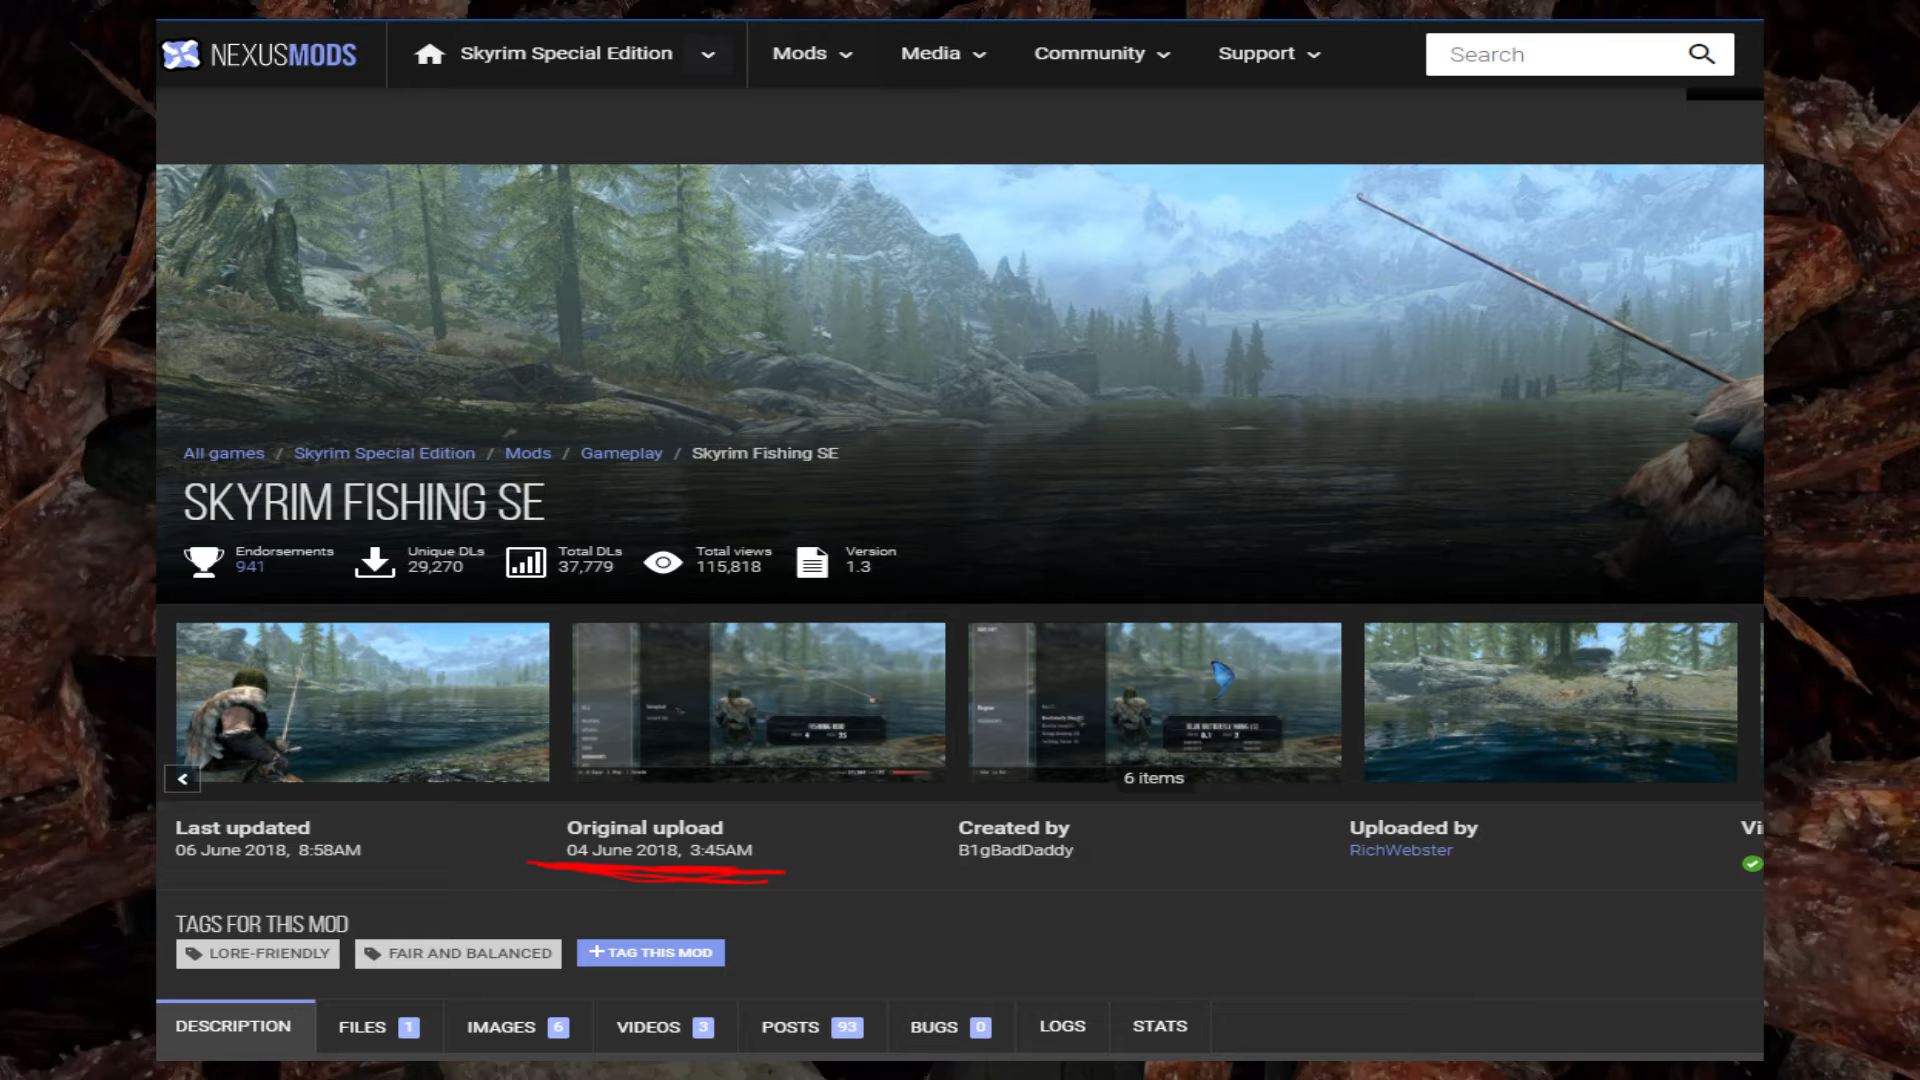 NEXUSMODS
Skyrim Special Edition
Mods
Media
Community
Support
Search
All games / Skyrim Special Edition / Mods / Gameplay / Skyrim Fishing SE
SKYRIM FISHING SE
Endorsements
941
Unique DLs
29,270
Total DLs
37,779
Total views
115,818
Version
1.3
FISHING ROD
6 items
Last updated
06 June 2018, 8:58AM
Original upload
04 June 2018, 3:45AM
Created by
B1gBadDaddy
Uploaded by
RichWebster
Vi
TAGS FOR THIS MOD
LORE-FRIENDLY
FAIR AND BALANCED
+ TAG THIS MOD
DESCRIPTION
FILES 1
IMAGES 6
VIDEOS 3
POSTS 93
BUGS 0
LOGS
STATS